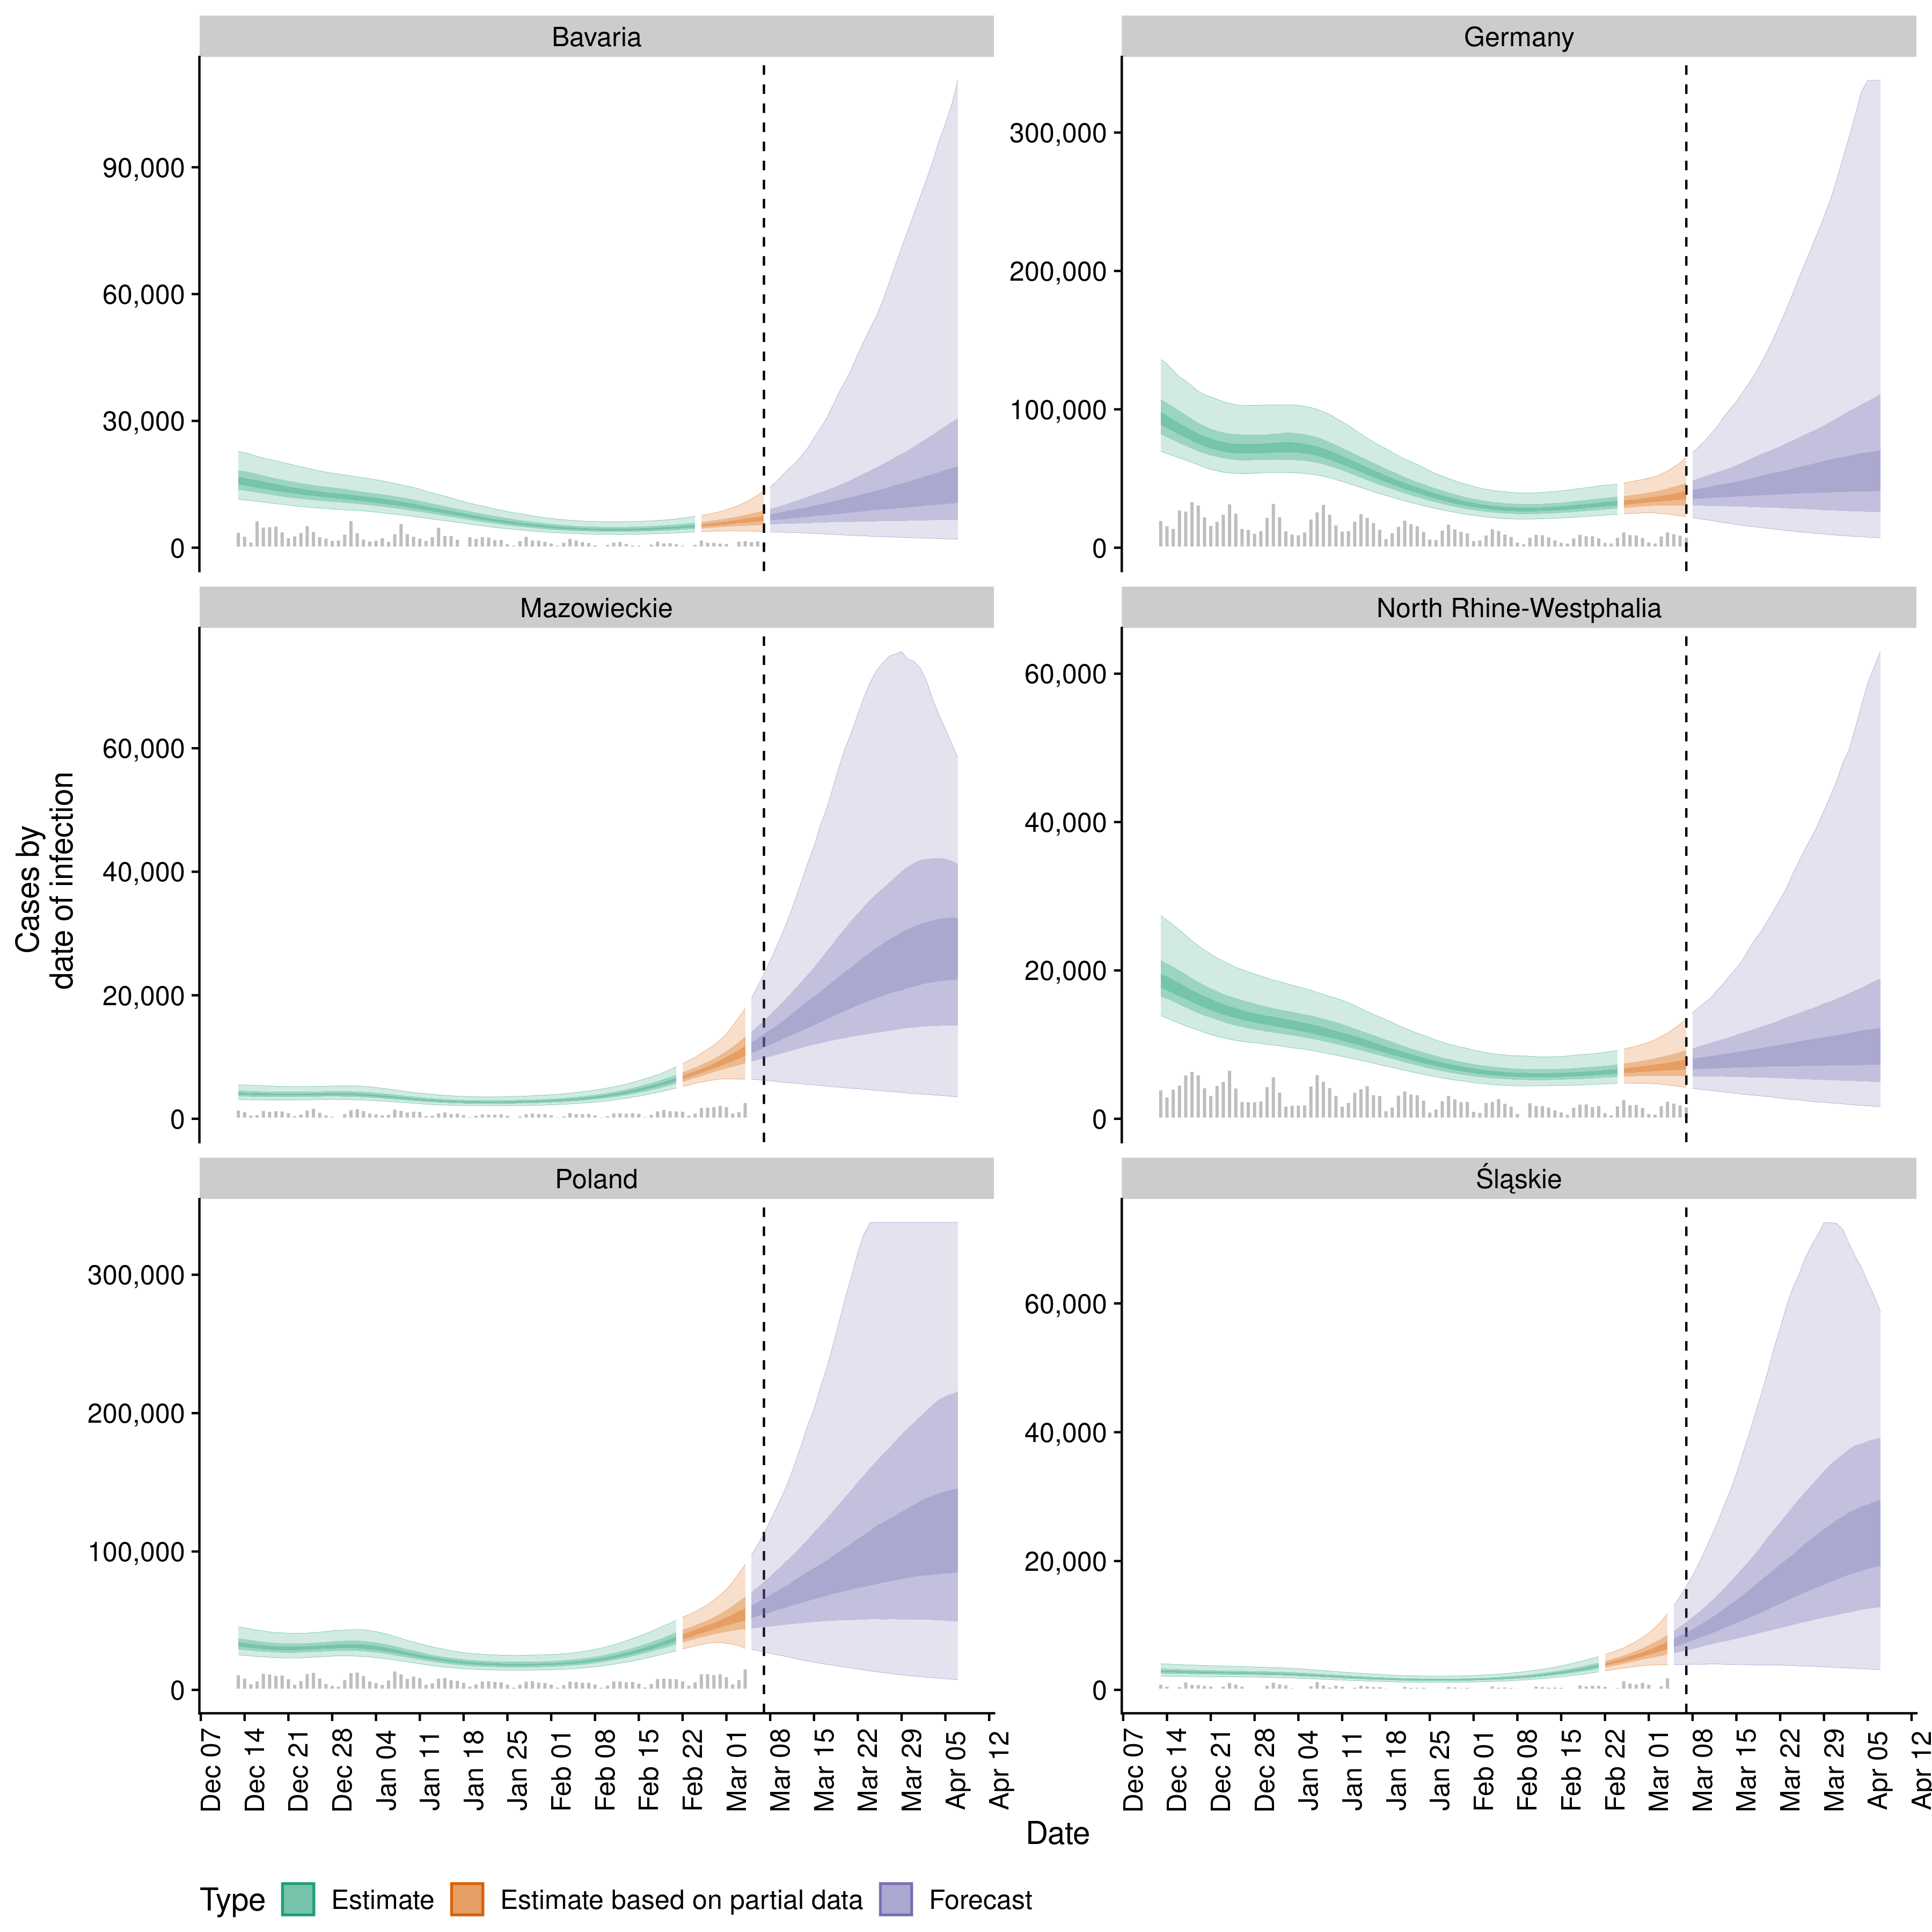 Bavaria
Germany
90,000
60,000
30,000
0
300,000
200,000
100,000
0
Mazowieckie
North Rhine-Westphalia
60,000
40,000
20,000
0
60,000
40,000
20,000
0
Cases by
date of infection
Poland
Śląskie
300,000
200,000
100,000
0
60,000
40,000
20,000
0
Dec 07
Dec 14
Dec 21
Dec 28
Jan 04
Jan 11
Jan 18
Jan 25
Feb 01
Feb 08
Feb 15
Feb 22
Mar 01
Mar 08
Mar 15
Mar 22
Mar 29
Apr 05
Apr 12
Dec 07
Dec 14
Dec 21
Dec 28
Jan 04
Jan 11
Jan 18
Jan 25
Feb 01
Feb 08
Feb 15
Feb 22
Mar 01
Mar 08
Mar 15
Mar 22
Mar 29
Apr 05
Apr 12
Date
Type Estimate Estimate based on partial data Forecast